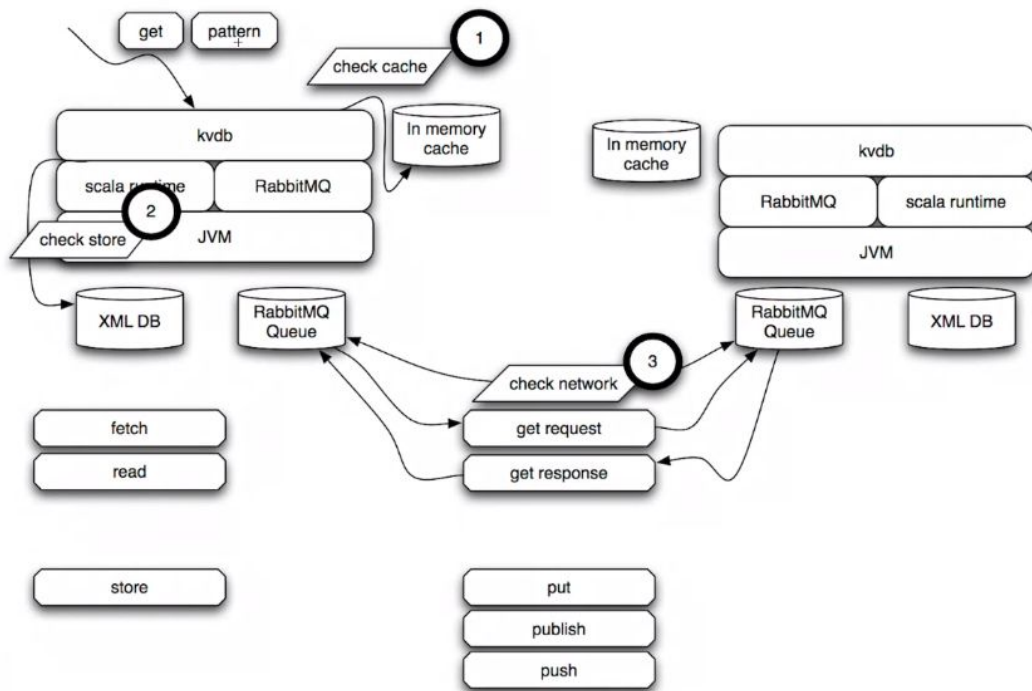 get
pattern
1
check cache
In memory
cache
kvdb
scala runtime
RabbitMQ
2
check store
JVM
XML DB
RabbitMQ
Queue
In memory
cache
kvdb
RabbitMQ
scala runtime
JVM
RabbitMQ
Queue
XML DB
3
check network
get request
get response
fetch
read
store
put
publish
push